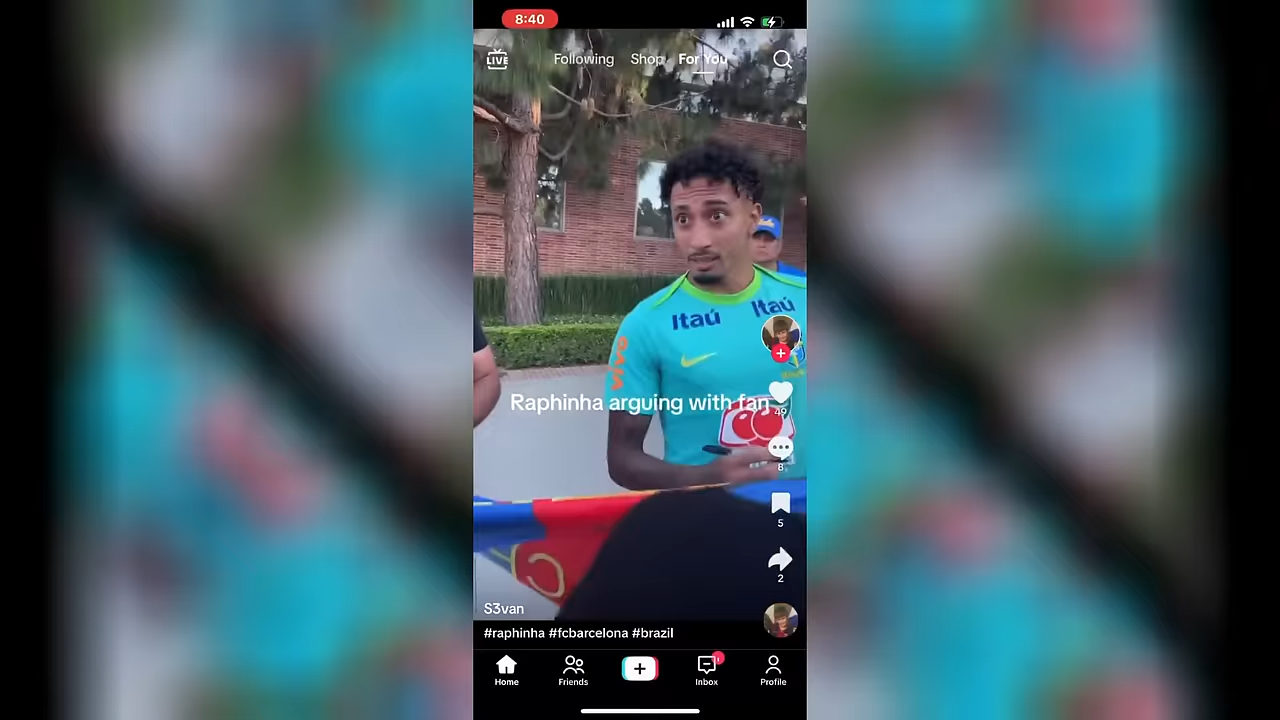 8:40
LIVE
Following Shop For You
Itaú Itaú
vivo
Raphinha arguing with fan
49
8
5
2
S3van
#raphinha #fcbarcelona #brazil
Home Friends Inbox Profile